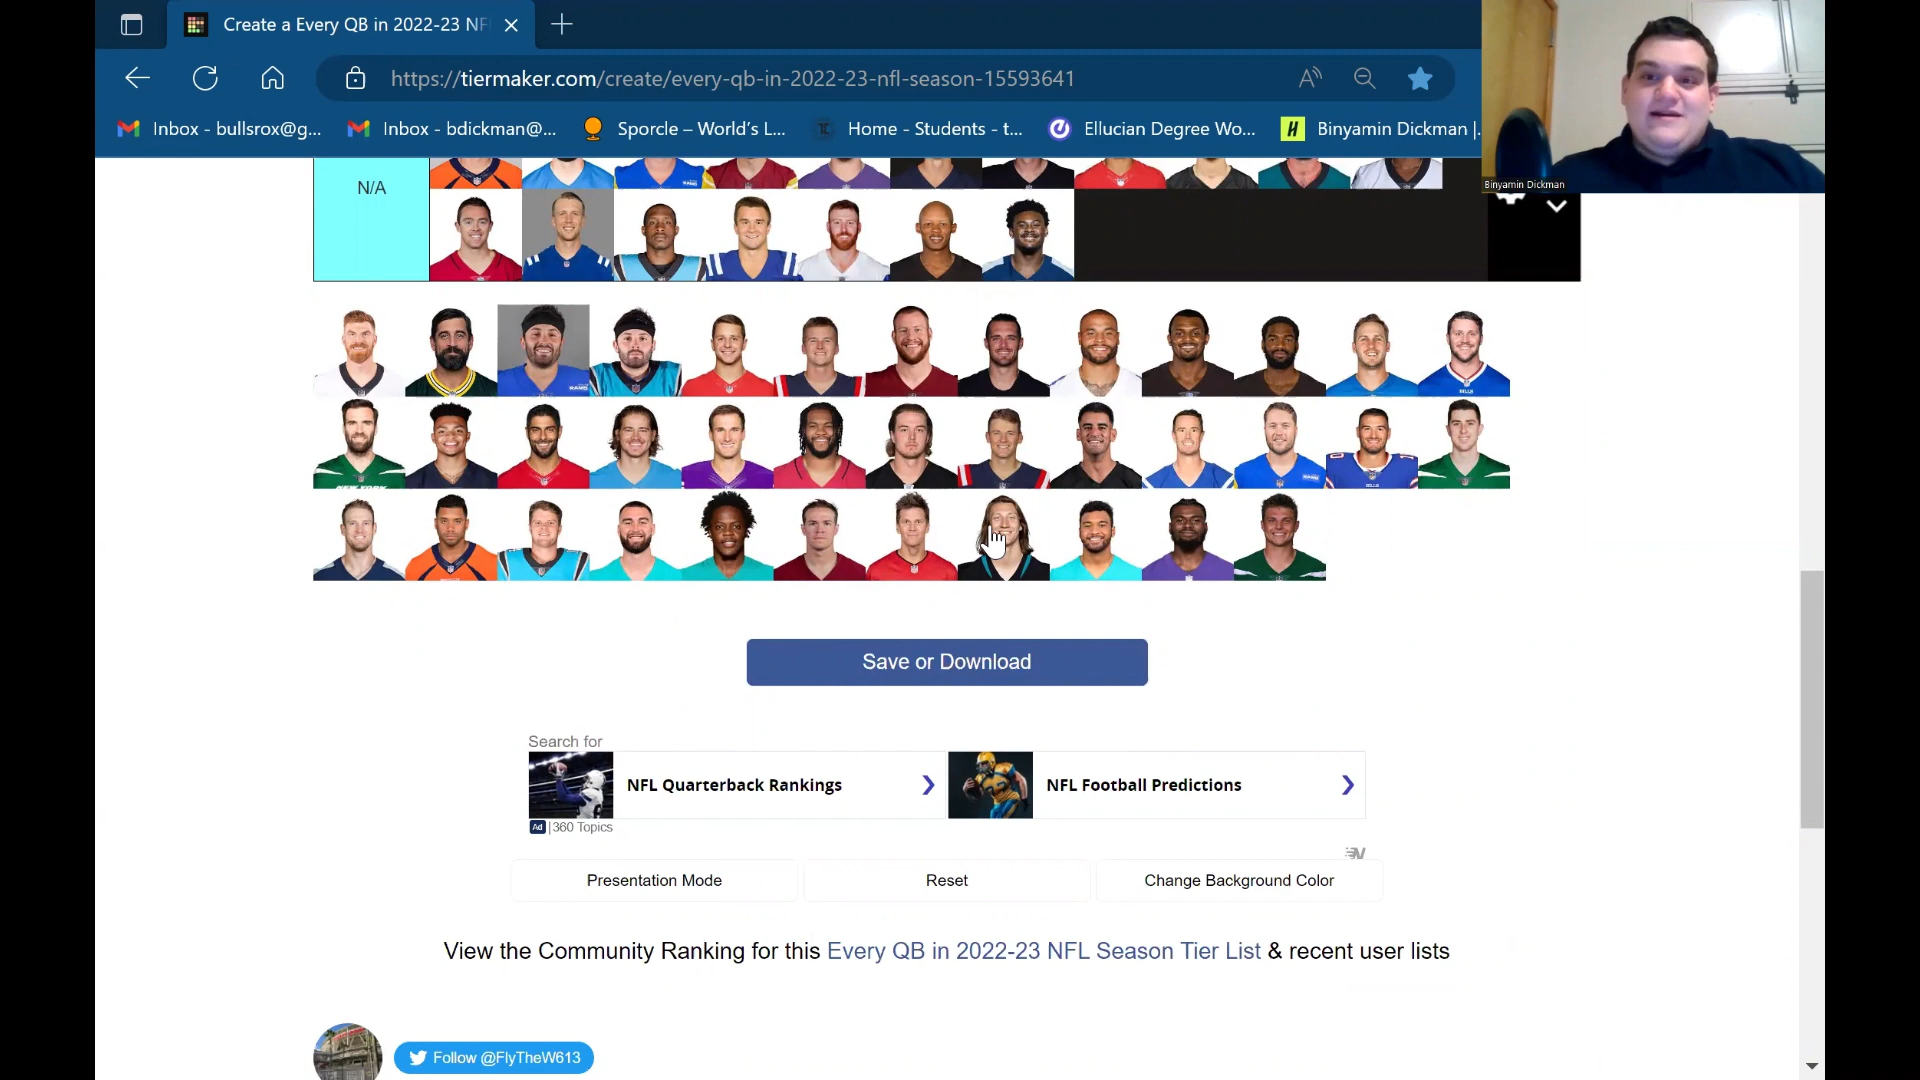 Create a Every QB in 2022-23 NF
https://tiermaker.com/create/every-qb-in-2022-23-nfl-season-15593641
Inbox - bullsrox@g...
Inbox - bdickman@...
Sporcle – World's L...
Home - Students - t...
Ellucian Degree Wo...
Binyamin Dickman |.
Binyamin Dickman
N/A
Save or Download
Search for
NFL Quarterback Rankings
NFL Football Predictions
Ad | 360 Topics
Presentation Mode
Reset
Change Background Color
View the Community Ranking for this Every QB in 2022-23 NFL Season Tier List & recent user lists
Follow @FlyTheW613